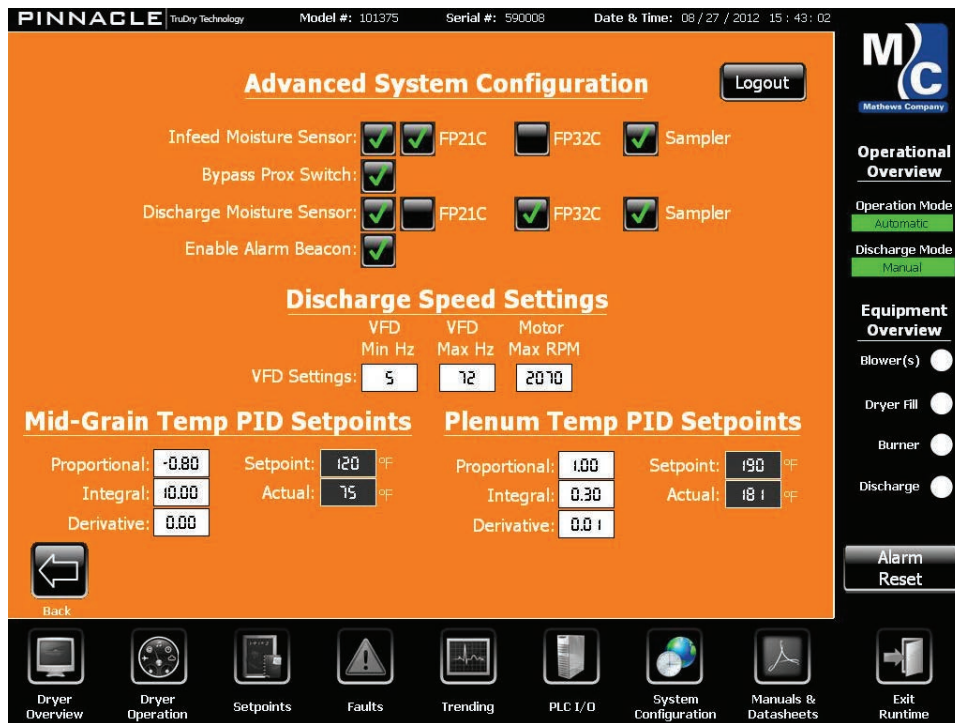 PINNACLE TruDry Technology Model #: 101375 Serial #: 590008 Date & Time: 08 / 27 / 2012 15 : 43 : 02
MC
Mathews Company
Advanced System Configuration
Logout
Infeed Moisture Sensor: FP21C FP32C Sampler
Bypass Prox Switch:
Discharge Moisture Sensor: FP21C FP32C Sampler
Enable Alarm Beacon:
Discharge Speed Settings
VFD Min Hz
VFD Max Hz
Motor Max RPM
VFD Settings: 5 72 2070
Mid-Grain Temp PID Setpoints
Proportional: -0.80 Setpoint: 120 °F
Integral: 10.00 Actual: 75 °F
Derivative: 0.00
Plenum Temp PID Setpoints
Proportional: 1.00 Setpoint: 190 °F
Integral: 0.30 Actual: 181 °F
Derivative: 0.01
Back
Operational
Overview
Operation Mode
Automatic
Discharge Mode
Manual
Equipment
Overview
Blower(s)
Dryer Fill
Burner
Discharge
Alarm
Reset
Dryer
Overview
Dryer
Operation
Setpoints
Faults
Trending
PLC I/O
System
Configuration
Manuals &
Datasheets
Exit
Runtime